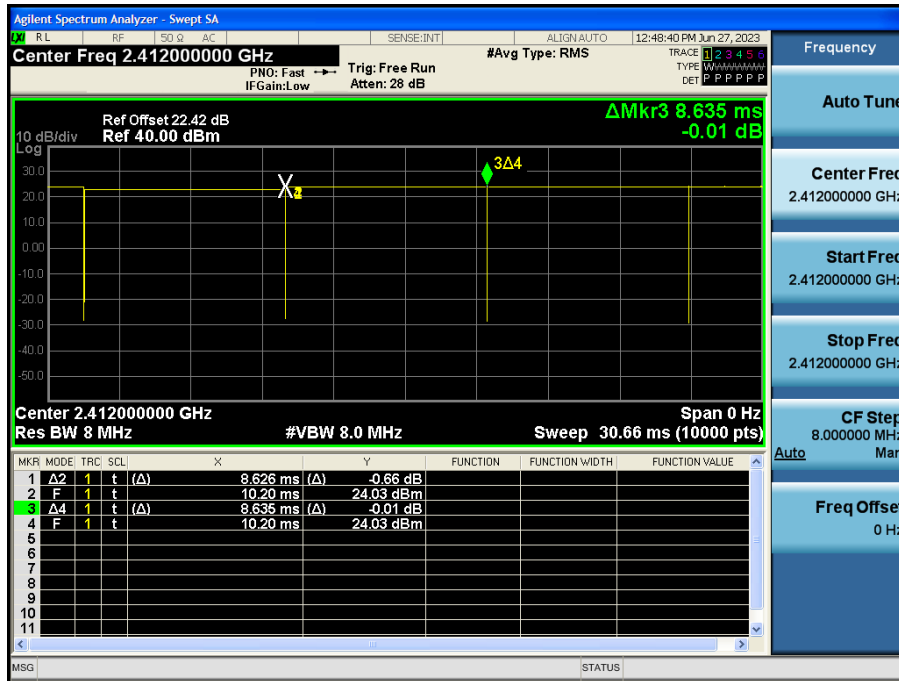 Agilent Spectrum Analyzer - Swept SA
LXI RL RF 50 Ω AC SENSE:INT ALIGN AUTO 12:48:40 PM Jun 27, 2023
Center Freq 2.412000000 GHz
PNO: Fast
IFGain:Low
Trig: Free Run
Atten: 28 dB
#Avg Type: RMS
TRACE 1 2 3 4 5 6
TYPE WWWWWW
DET P P P P P P
Frequency
Ref Offset 22.42 dB
Ref 40.00 dBm
10 dB/div
Log
ΔMkr3 8.635 ms
-0.01 dB
30.0
20.0
10.0
0.00
-10.0
-20.0
-30.0
-40.0
-50.0
3Δ4
Center 2.412000000 GHz
Span 0 Hz
Res BW 8 MHz #VBW 8.0 MHz Sweep 30.66 ms (10000 pts)
MKR MODE TRC SCL X Y FUNCTION FUNCTION WIDTH FUNCTION VALUE
1 Δ2 1 t (Δ) 8.626 ms (Δ) -0.66 dB
2 F 1 t 10.20 ms 24.03 dBm
3 Δ4 1 t (Δ) 8.635 ms (Δ) -0.01 dB
4 F 1 t 10.20 ms 24.03 dBm
5
6
7
8
9
10
11
MSG STATUS
Auto Tune
Center Freq
2.412000000 GHz
Start Freq
2.412000000 GHz
Stop Freq
2.412000000 GHz
CF Step
8.000000 MHz
Auto Man
Freq Offset
0 Hz